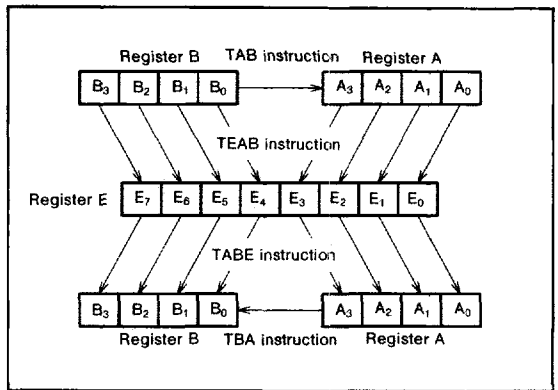 Register B TAB instruction Register A
B3 B2 B1 B0 A3 A2 A1 A0
TEAB instruction
Register E E7 E6 E5 E4 E3 E2 E1 E0
TABE instruction
B3 B2 B1 B0 A3 A2 A1 A0
Register B TBA instruction Register A